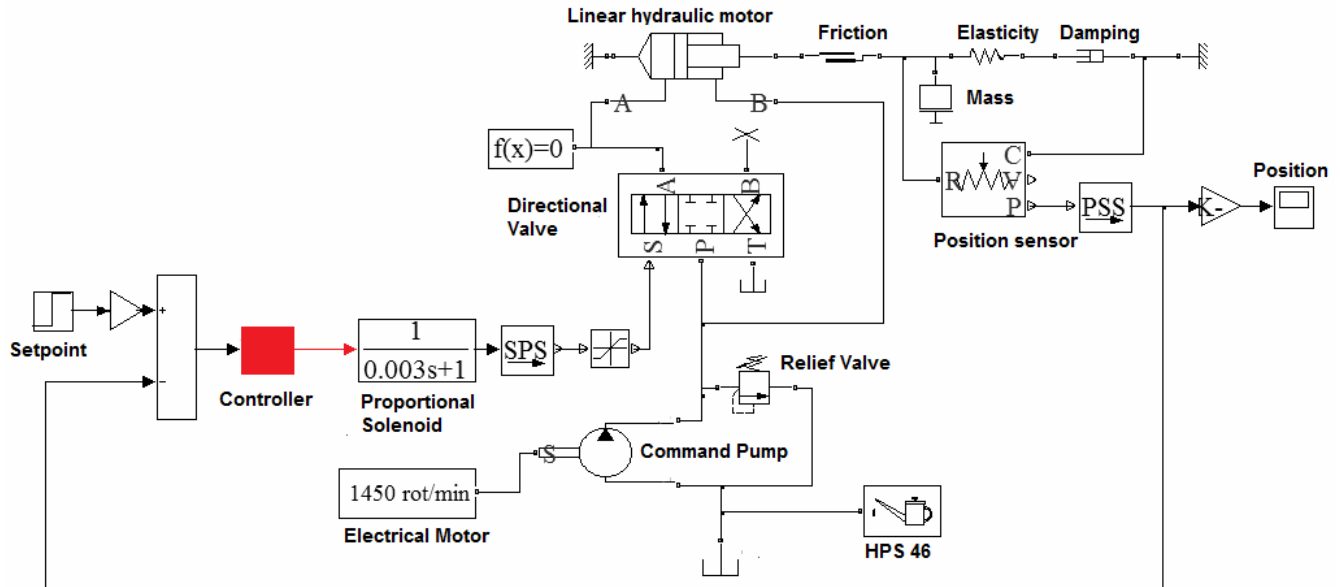 Linear hydraulic motor
Friction
Elasticity
Damping
A
B
Mass
f(x)=0
C
R
A
P
PSS
K-
Position
Position sensor
A
B
Directional
Valve
S
P
T
+
−
Setpoint
Controller
1
0.003s+1
Proportional
Solenoid
SPS
Relief Valve
S
Command Pump
1450 rot/min
Electrical Motor
HPS 46